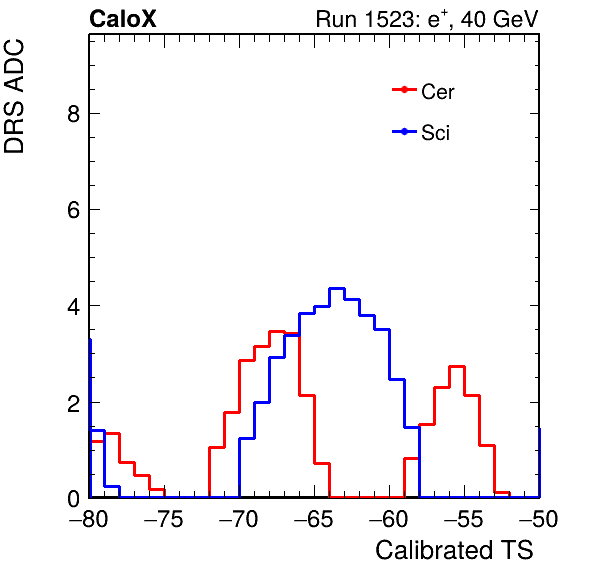 CaloX Run 1523: e⁺, 40 GeV
DRS ADC
Cer
Sci
8
6
4
2
0
−80 −75 −70 −65 −60 −55 −50
Calibrated TS